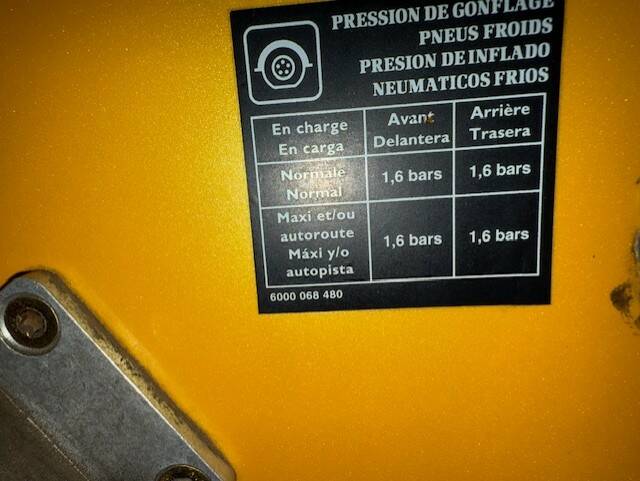 PRESSION DE GONFLAGE
PNEUS FROIDS
PRESION DE INFLADO
NEUMATICOS FRIOS
En charge
En carga
Avant
Delantera
Arrière
Trasera
Normale
Normal
1,6 bars
1,6 bars
Maxi et/ou
autoroute
Máxi y/o
autopista
1,6 bars
1,6 bars
6000 068 480